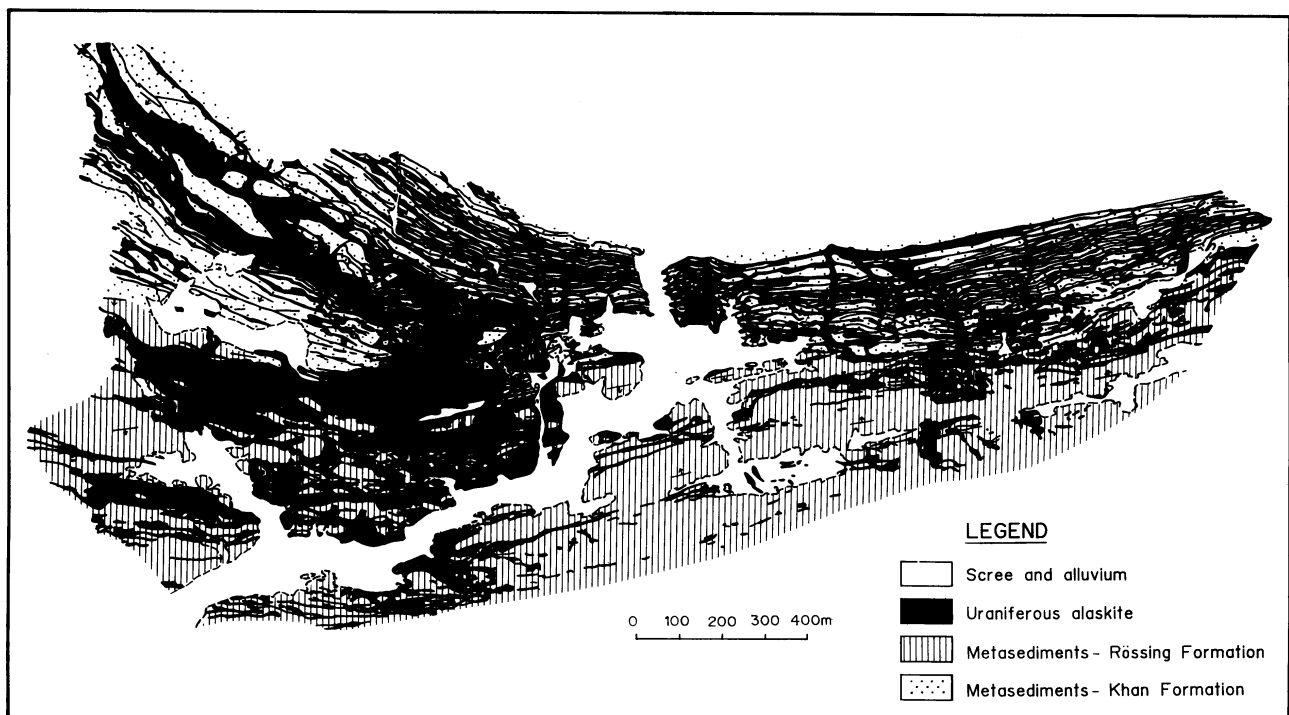 LEGEND
Scree and alluvium
Uraniferous alaskite
Metasediments - Rössing Formation
Metasediments - Khan Formation
0 100 200 300 400m